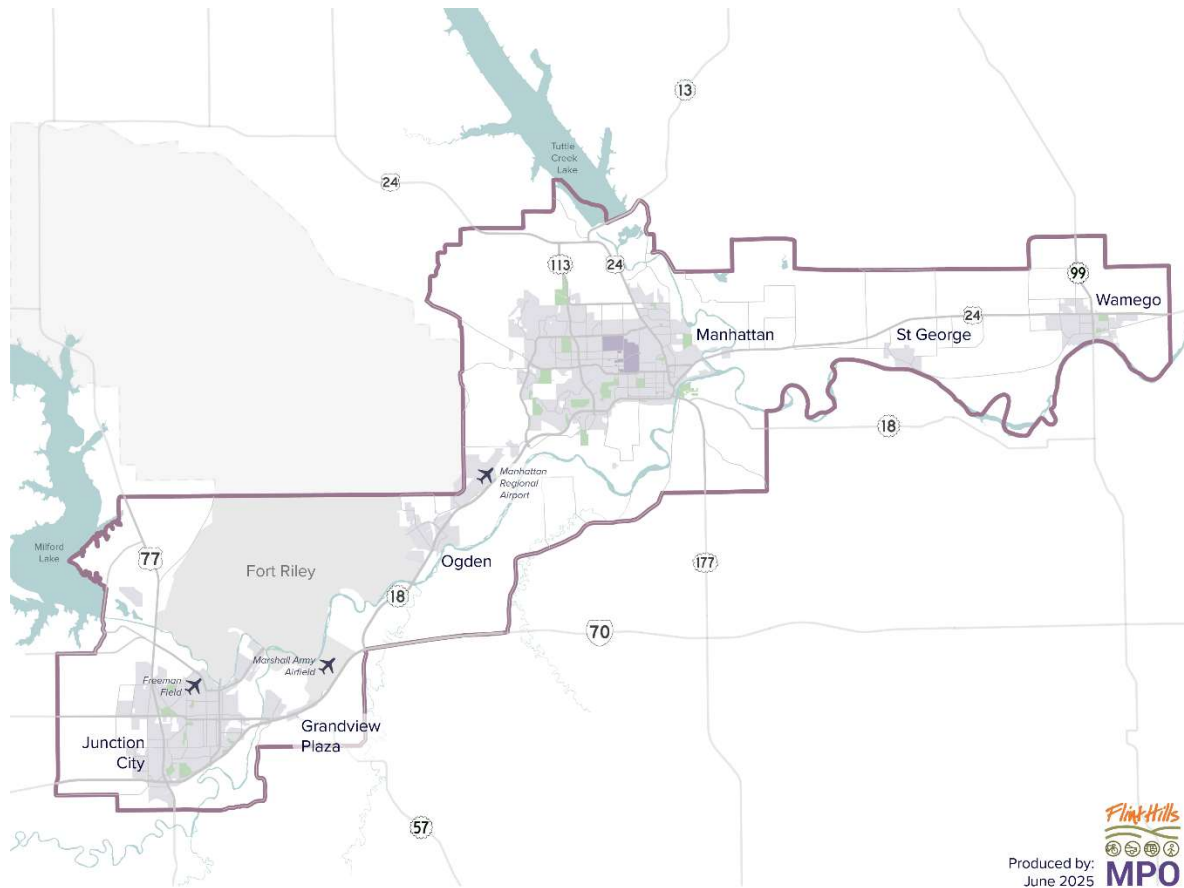 13
Tuttle
Creek
Lake
24
113
24
99
Wamego
Manhattan
St George
24
18
Manhattan
Regional
Airport
Milford
Lake
77
Fort Riley
Ogden
18
177
70
Marshall Army
Airfield
Freeman
Field
Grandview
Plaza
Junction
City
57
Flint Hills
Produced by:
June 2025
MPO